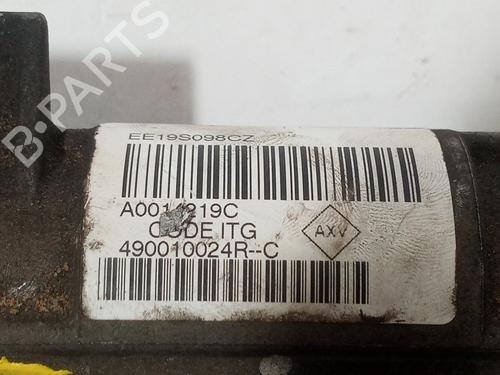 B-PARTS
EE19S098CZ
CODE ITG
AXV
490010024R--C